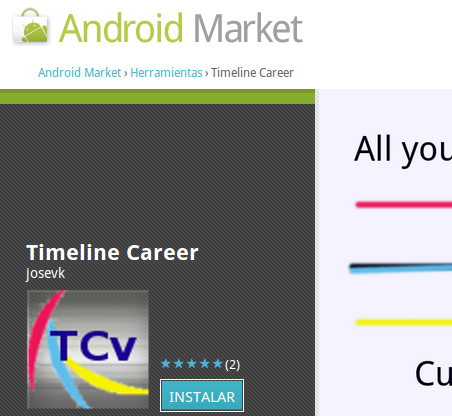 Android Market
Android Market › Herramientas › Timeline Career
All you
Timeline Career
josevk
TCv
(2)
INSTALAR
Cu